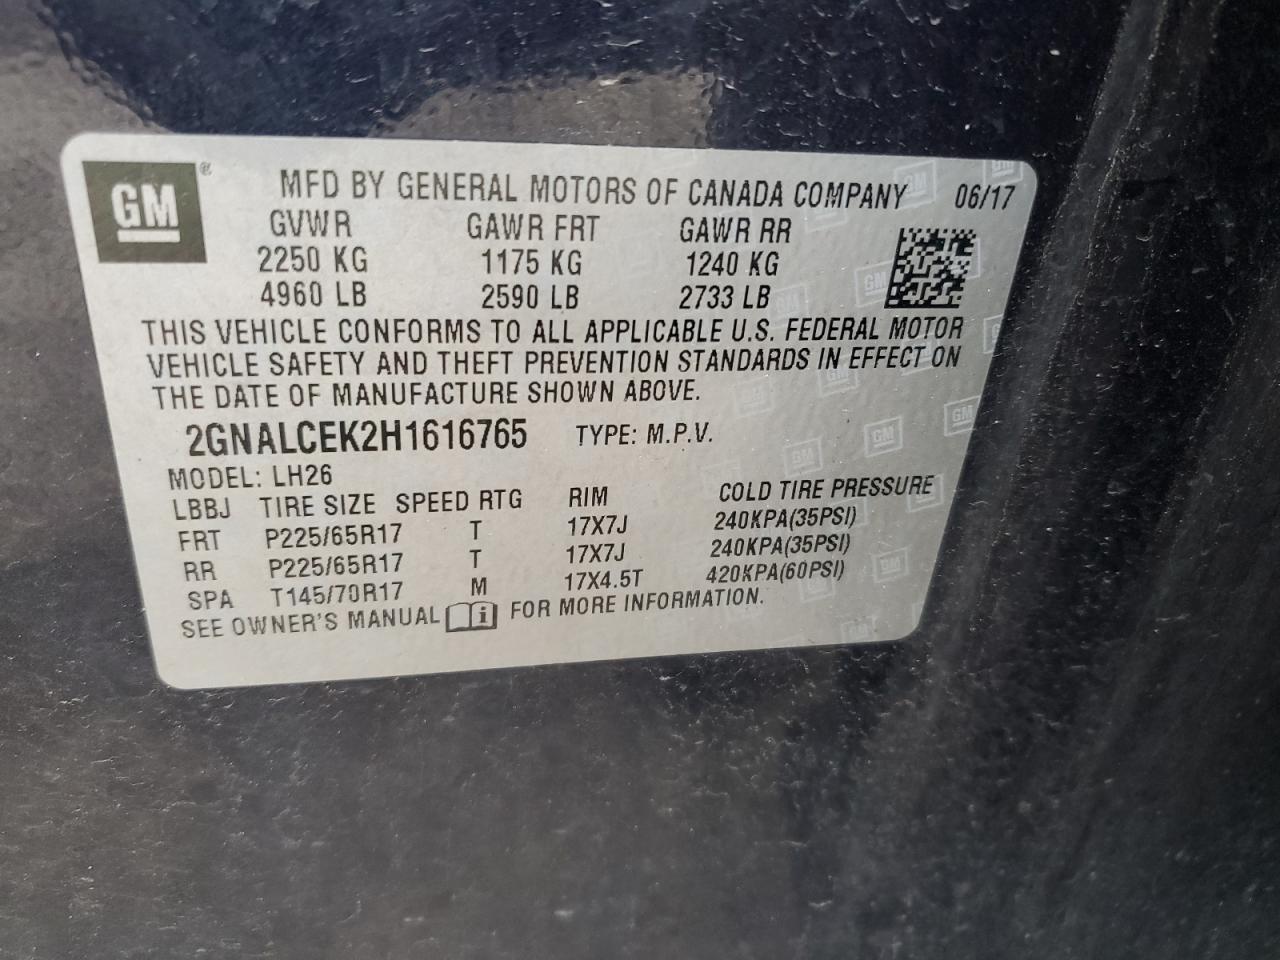 GM ® MFD BY GENERAL MOTORS OF CANADA COMPANY 06/17
GVWR GAWR FRT GAWR RR
2250 KG 1175 KG 1240 KG
4960 LB 2590 LB 2733 LB
THIS VEHICLE CONFORMS TO ALL APPLICABLE U.S. FEDERAL MOTOR
VEHICLE SAFETY AND THEFT PREVENTION STANDARDS IN EFFECT ON
THE DATE OF MANUFACTURE SHOWN ABOVE.
2GNALCEK2H1616765 TYPE: M.P.V.
MODEL: LH26
LBBJ TIRE SIZE SPEED RTG RIM COLD TIRE PRESSURE
FRT P225/65R17 T 17X7J 240KPA(35PSI)
RR P225/65R17 T 17X7J 240KPA(35PSI)
SPA T145/70R17 M 17X4.5T 420KPA(60PSI)
SEE OWNER'S MANUAL i FOR MORE INFORMATION.